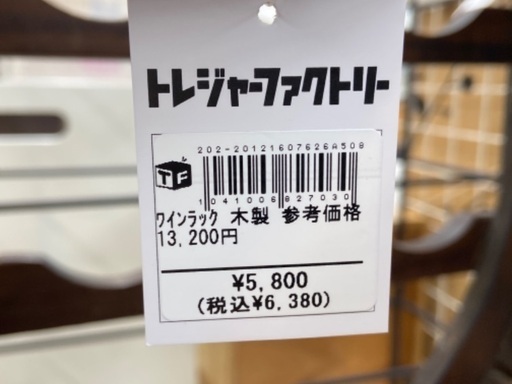 トレジャーファクトリー
202-20121607626A508
TF
1041006827030
ワインラック 木製 参考価格
13,200円
¥5,800
(税込¥6,380)